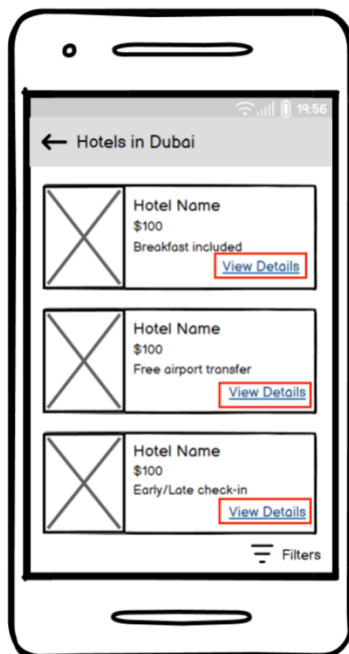 19:56
Hotels in Dubai
Hotel Name
$100
Breakfast included
View Details
Hotel Name
$100
Free airport transfer
View Details
Hotel Name
$100
Early/Late check-in
View Details
Filters